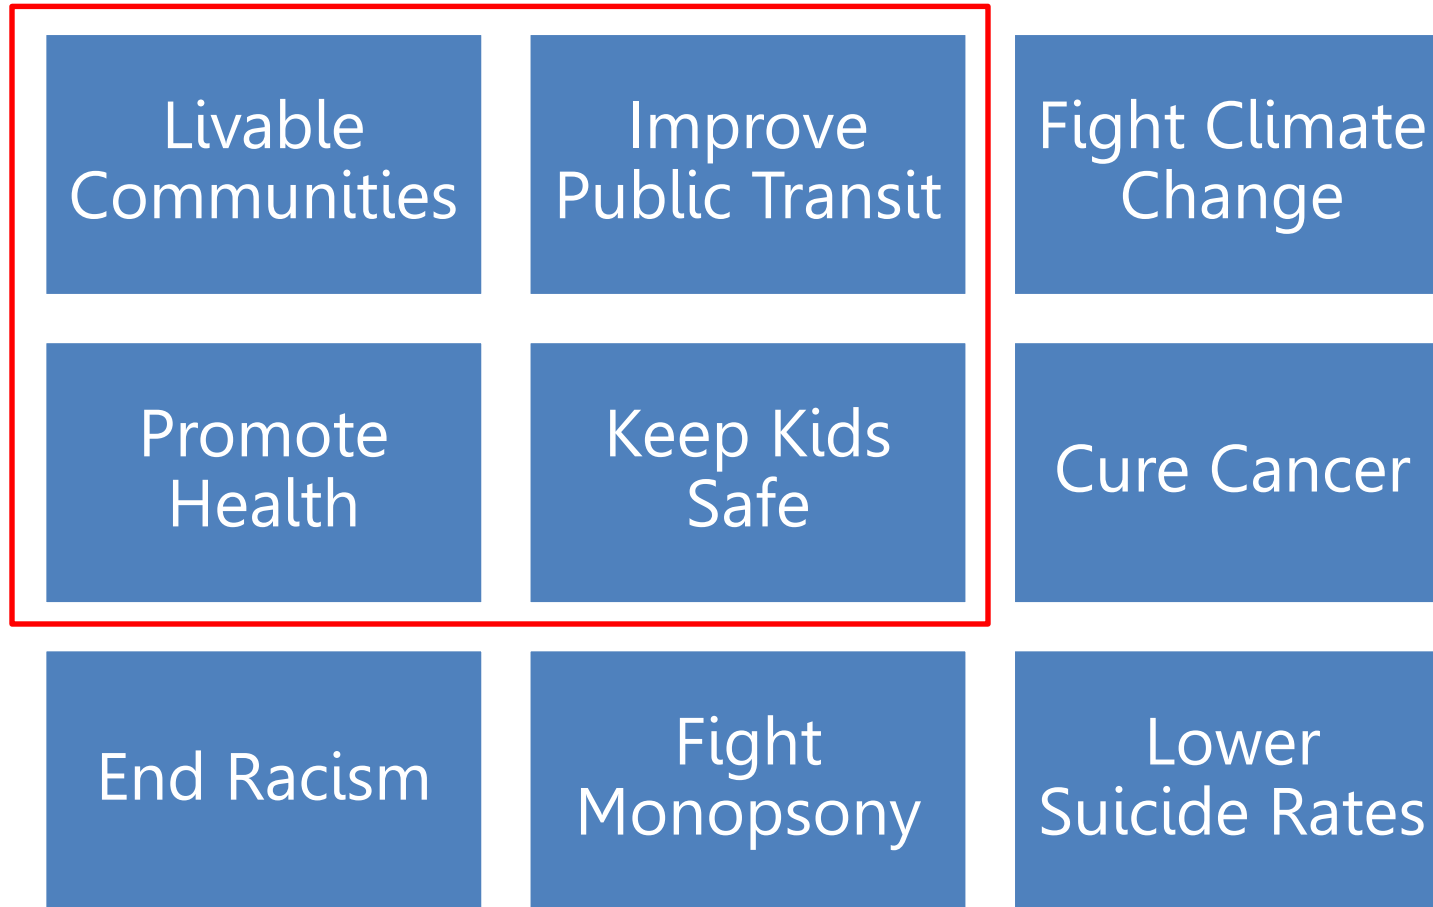 Livable
Communities
Improve
Public Transit
Fight Climate
Change
Promote
Health
Keep Kids
Safe
Cure Cancer
End Racism
Fight
Monopsony
Lower
Suicide Rates